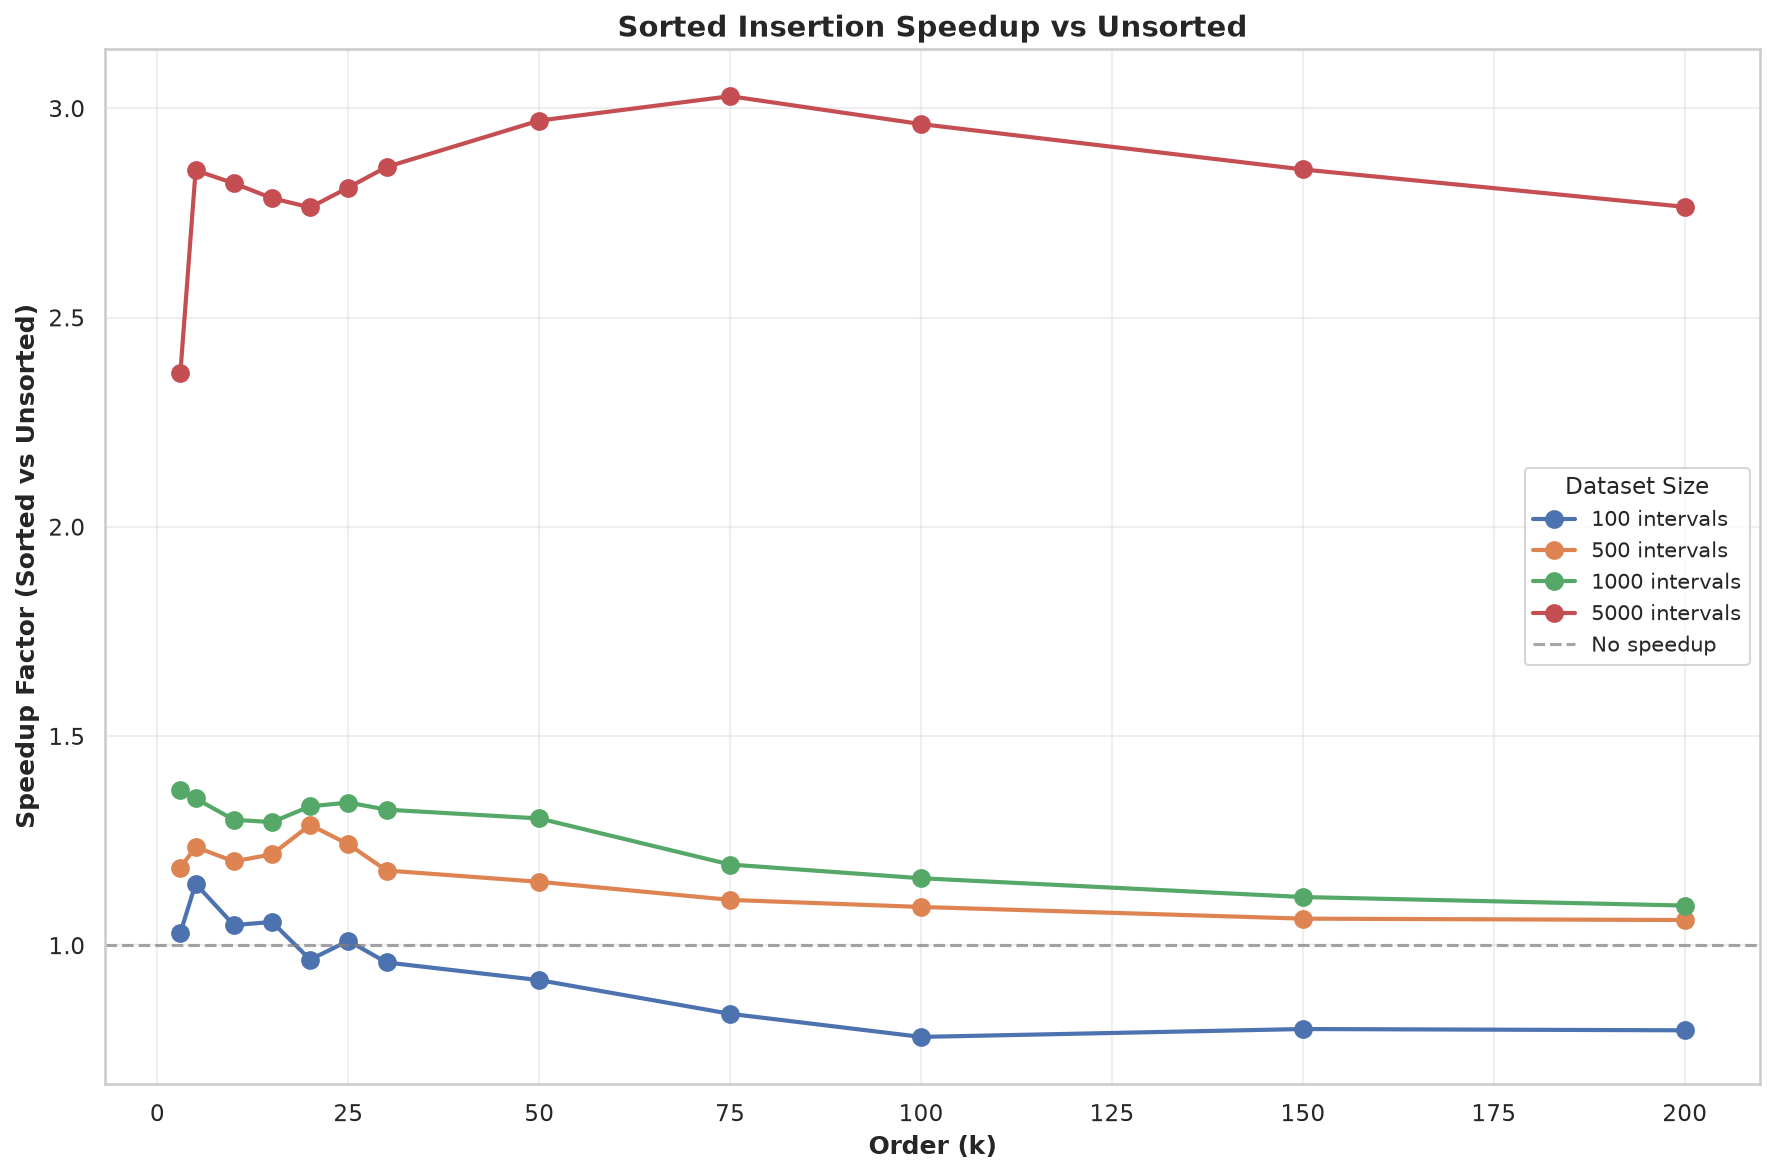 Sorted Insertion Speedup vs Unsorted
Speedup Factor (Sorted vs Unsorted)
3.0
2.5
2.0
1.5
1.0
Dataset Size
100 intervals
500 intervals
1000 intervals
5000 intervals
No speedup
0 25 50 75 100 125 150 175 200
Order (k)